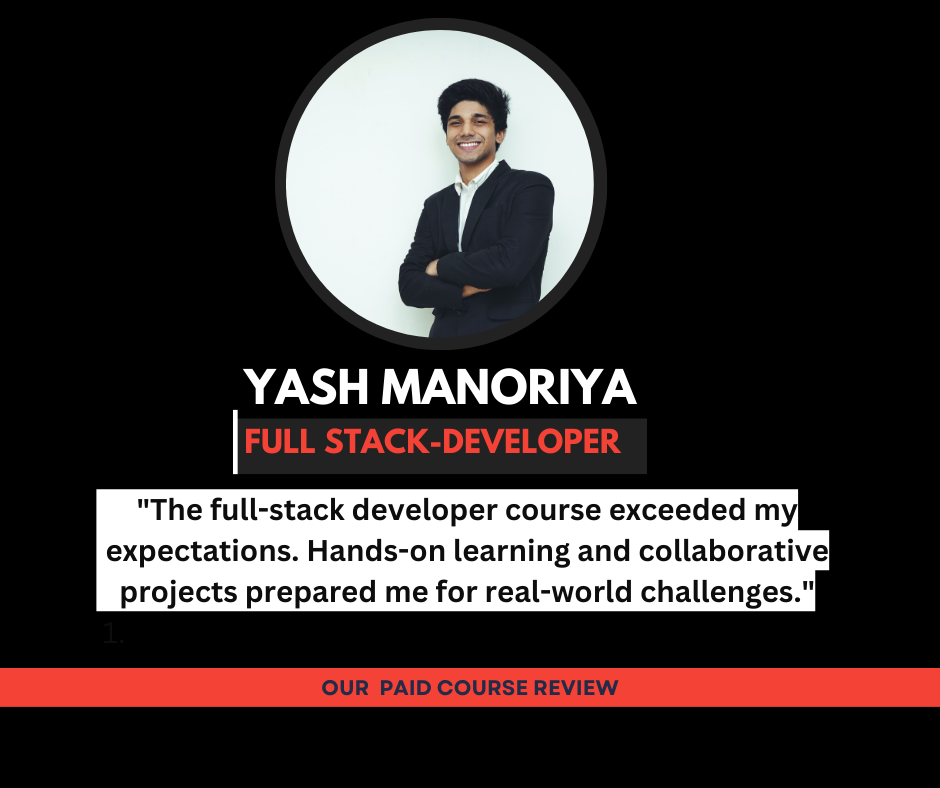 YASH MANORIYA
FULL STACK-DEVELOPER
"The full-stack developer course exceeded my
expectations. Hands-on learning and collaborative
projects prepared me for real-world challenges."
1.
OUR PAID COURSE REVIEW